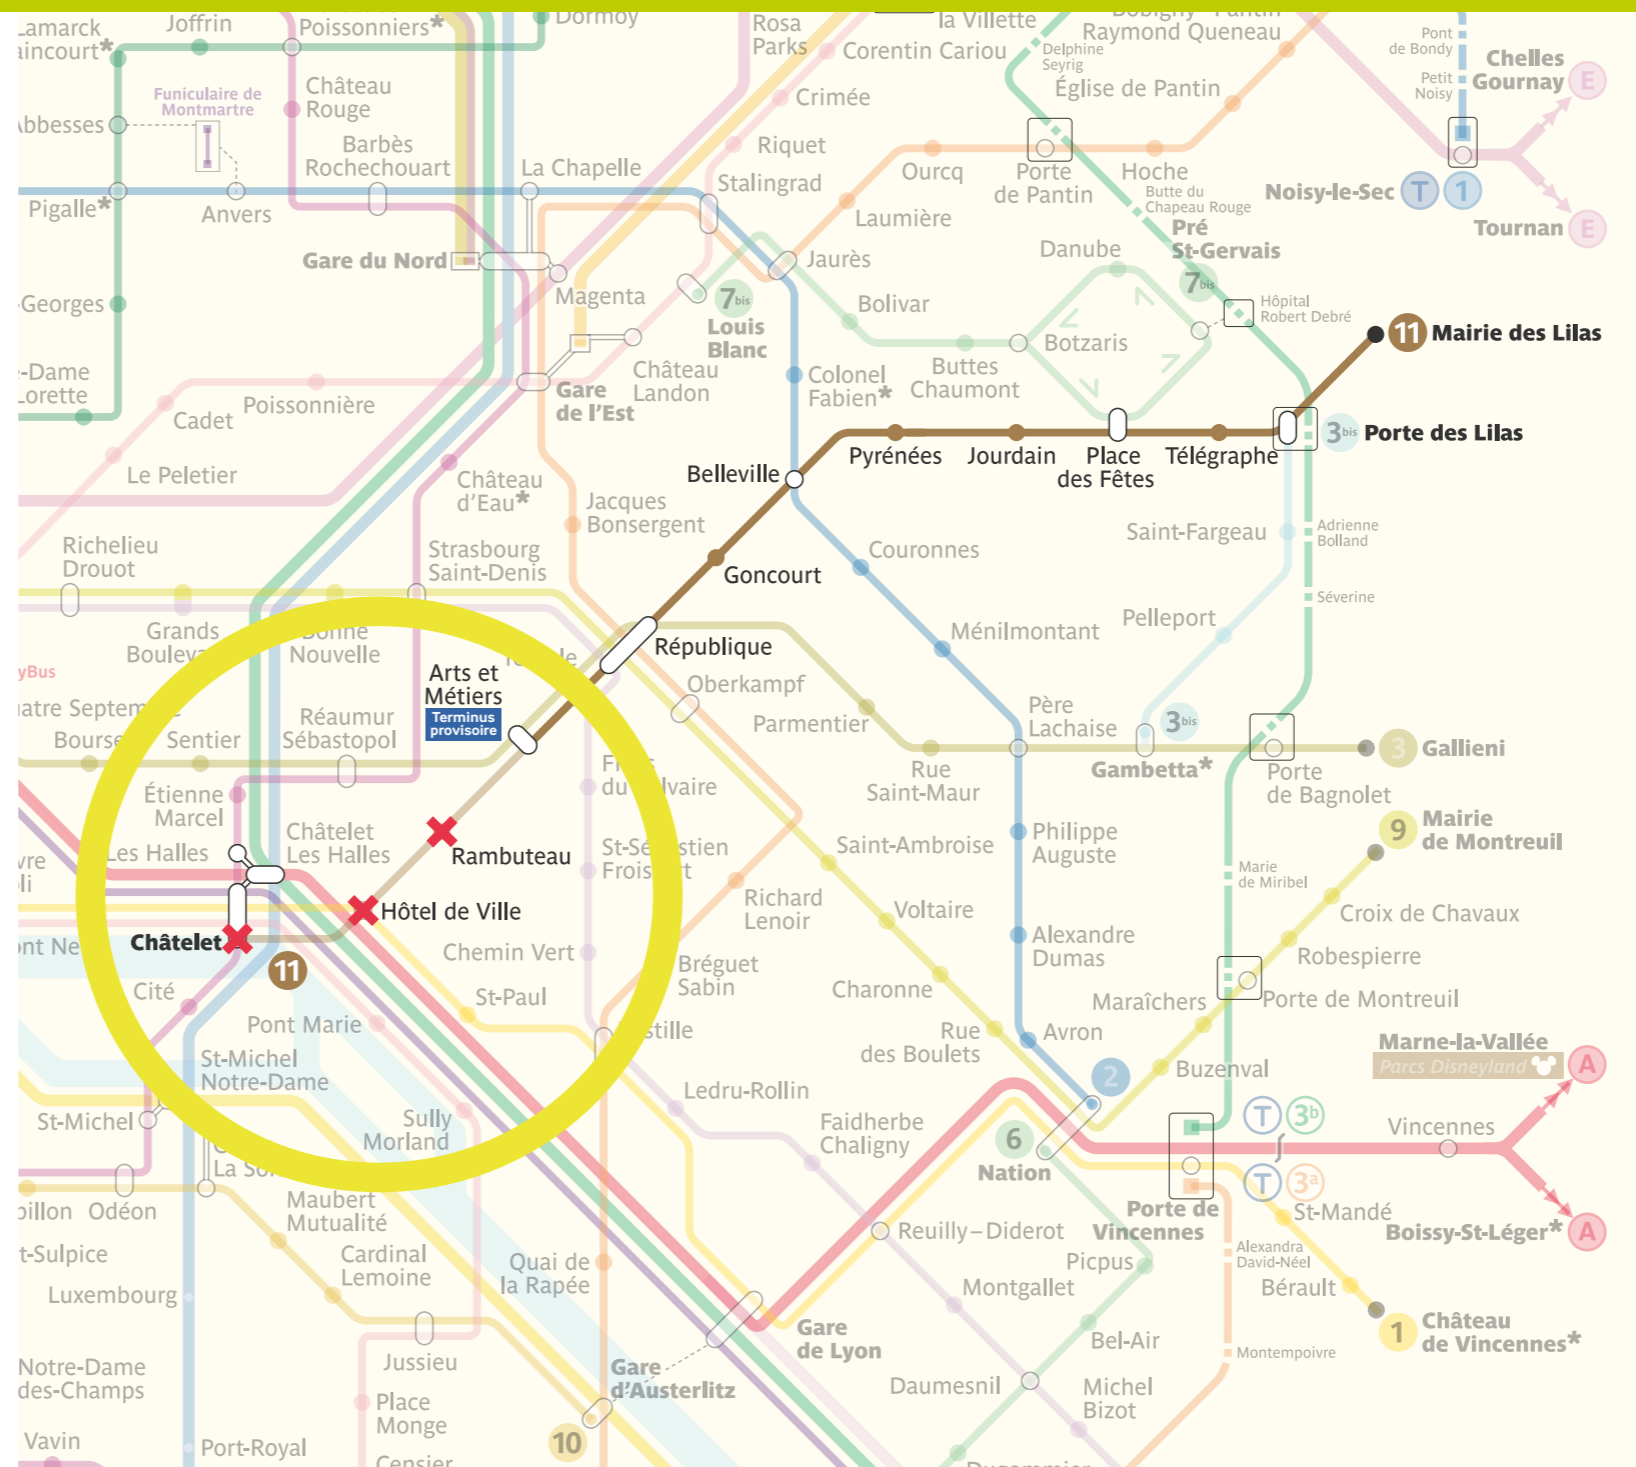 Joffrin
Poissonniers*
Dormoy
Rosa
Parks
la Villette
Corentin Cariou
Delphine
Seyrig
Raymond Queneau
Église de Pantin
Pont
de Bondy
Petit
Noisy
Chelles
Gournay
E
Château
Rouge
Funiculaire de
Montmartre
Crimée
Abbesses
Barbès
Rochechouart
La Chapelle
Riquet
Stalingrad
Ourcq
Porte
de Pantin
Hoche
Butte du
Chapeau Rouge
Noisy-le-Sec
T
1
Tournan
E
Pigalle*
Anvers
Laumière
Danube
Pré
St-Gervais
7bis
Gare du Nord
Magenta
Jaurès
Bolivar
7bis
Louis
Blanc
Botzaris
Hôpital
Robert Debré
11
Mairie des Lilas
Buttes
Chaumont
Château
Landon
Colonel
Fabien*
Gare
de l'Est
Poissonnière
Cadet
Le Peletier
Château
d'Eau*
Belleville
Pyrénées
Jourdain
Place
des Fêtes
Télégraphe
3bis
Porte des Lilas
Jacques
Bonsergent
Saint-Fargeau
Adrienne
Bolland
Richelieu
Drouot
Strasbourg
Saint-Denis
Goncourt
Couronnes
Séverine
Grands
Bonne
Nouvelle
République
Ménilmontant
Pelleport
Arts et
Métiers
Terminus
provisoire
Oberkampf
Parmentier
Père
Lachaise
3bis
Gambetta*
3
Gallieni
Porte
de Bagnolet
Réaumur
Sébastopol
Bourse
Sentier
Rue
Saint-Maur
Étienne
Marcel
Les Halles
Châtelet
Les Halles
Rambuteau
Saint-Ambroise
Philippe
Auguste
9
Mairie
de Montreuil
Marie
de Miribel
Hôtel de Ville
Châtelet
11
Richard
Lenoir
Voltaire
Croix de Chavaux
Chemin Vert
Bréguet
Sabin
Alexandre
Dumas
Robespierre
Cité
St-Paul
Charonne
Maraîchers
Porte de Montreuil
Pont Marie
Rue
des Boulets
Avron
St-Michel
Notre-Dame
Ledru-Rollin
2
Buzenval
Marne-la-Vallée
Parcs Disneyland
A
St-Michel
Sully
Morland
Faidherbe
Chaligny
6
Nation
T
3b
Vincennes
T
3a
Odéon
Maubert
Mutualité
Reuilly–Diderot
Porte de
Vincennes
St-Mandé
Boissy-St-Léger*
A
Cardinal
Lemoine
Quai de
la Rapée
Picpus
Alexandra
David-Néel
Luxembourg
Montgallet
Bérault
Gare
de Lyon
Bel-Air
1
Château
de Vincennes*
Montempoivre
Notre-Dame
des-Champs
Jussieu
Gare
d'Austerlitz
Daumesnil
Michel
Bizot
Place
Monge
Vavin
Port-Royal
10
Censier